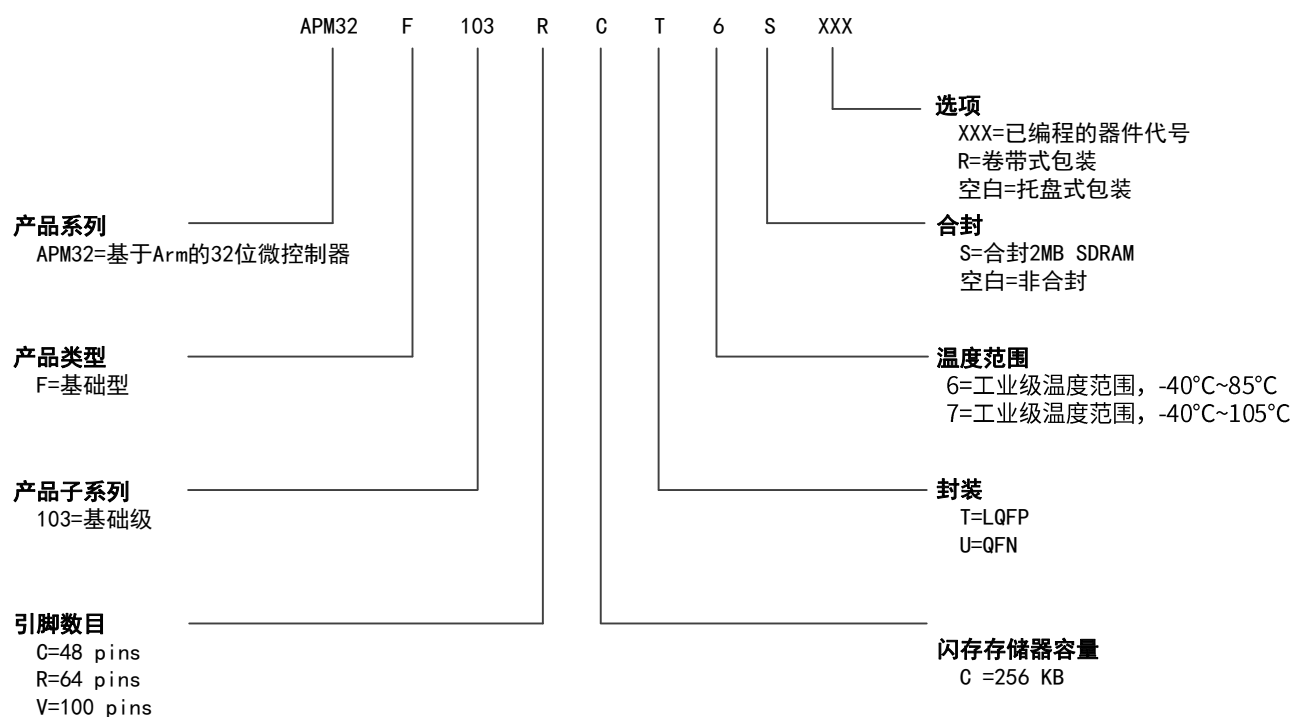 APM32 F 103 R C T 6 S XXX
选项
XXX=已编程的器件代号
R=卷带式包装
空白=托盘式包装
产品系列
APM32=基于Arm的32位微控制器
合封
S=合封2MB SDRAM
空白=非合封
产品类型
F=基础型
温度范围
6=工业级温度范围，-40°C~85°C
7=工业级温度范围，-40°C~105°C
产品子系列
103=基础级
封装
T=LQFP
U=QFN
引脚数目
C=48 pins
R=64 pins
V=100 pins
闪存存储器容量
C =256 KB